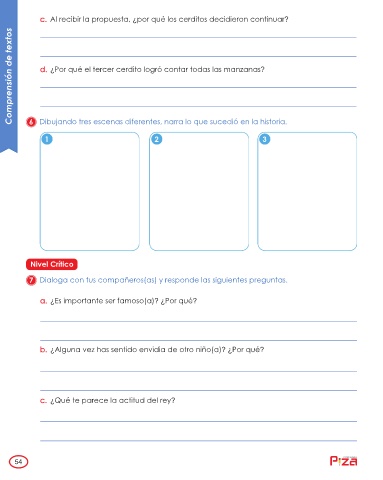 c. Al recibir la propuesta, ¿por qué los cerditos decidieron continuar?
Comprensión de textos
d. ¿Por qué el tercer cerdito logró contar todas las manzanas?
6 Dibujando tres escenas diferentes, narra lo que sucedió en la historia.
1 2 3
Nivel Crítico
7 Dialoga con tus compañeros(as) y responde las siguientes preguntas.
a. ¿Es importante ser famoso(a)? ¿Por qué?
b. ¿Alguna vez has sentido envidia de otro niño(a)? ¿Por qué?
c. ¿Qué te parece la actitud del rey?
54